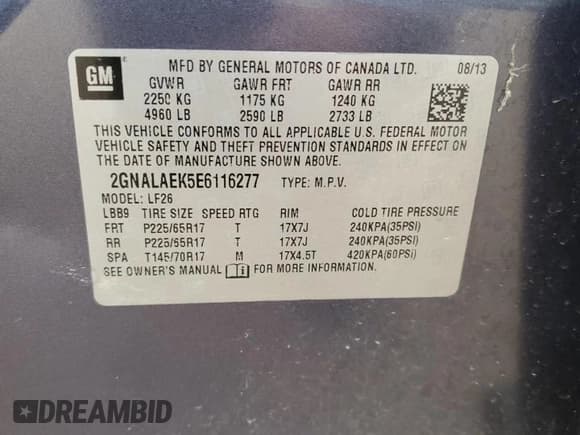 GM
MFD BY GENERAL MOTORS OF CANADA LTD. 08/13
GVWR GAWR FRT GAWR RR
2250 KG 1175 KG 1240 KG
4960 LB 2590 LB 2733 LB
THIS VEHICLE CONFORMS TO ALL APPLICABLE U.S. FEDERAL MOTOR
VEHICLE SAFETY AND THEFT PREVENTION STANDARDS IN EFFECT ON
THE DATE OF MANUFACTURE SHOWN ABOVE.
2GNALAEK5E6116277 TYPE: M.P.V.
MODEL: LF26
LBB9 TIRE SIZE SPEED RTG RIM COLD TIRE PRESSURE
FRT P225/65R17 T 17X7J 240KPA(35PSI)
RR P225/65R17 T 17X7J 240KPA(35PSI)
SPA T145/70R17 M 17X4.5T 420KPA(60PSI)
SEE OWNER'S MANUAL FOR MORE INFORMATION.
DREAMBID